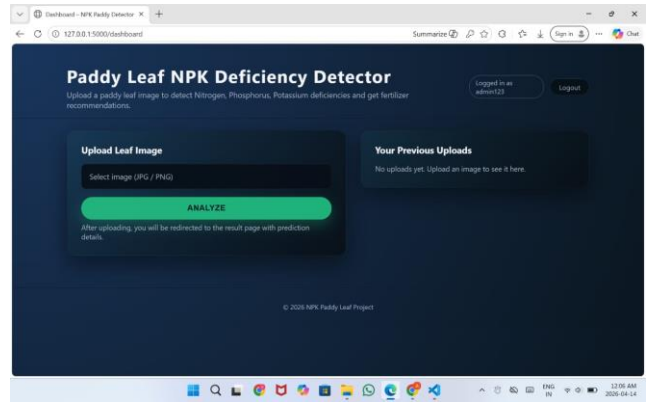 Dashboard - NPK Paddy Detector
127.0.0.1:5000/dashboard
Summarize
Sign in
Chat
Paddy Leaf NPK Deficiency Detector
Upload a paddy leaf image to detect Nitrogen, Phosphorus, Potassium deficiencies and get fertilizer
recommendations.
Logged in as
admin123
Logout
Upload Leaf Image
Select image (JPG / PNG)
ANALYZE
After uploading, you will be redirected to the result page with prediction
details.
Your Previous Uploads
No uploads yet. Upload an image to see it here.
© 2026 NPK Paddy Leaf Project
ENG
IN
12:06 AM
2026-04-14